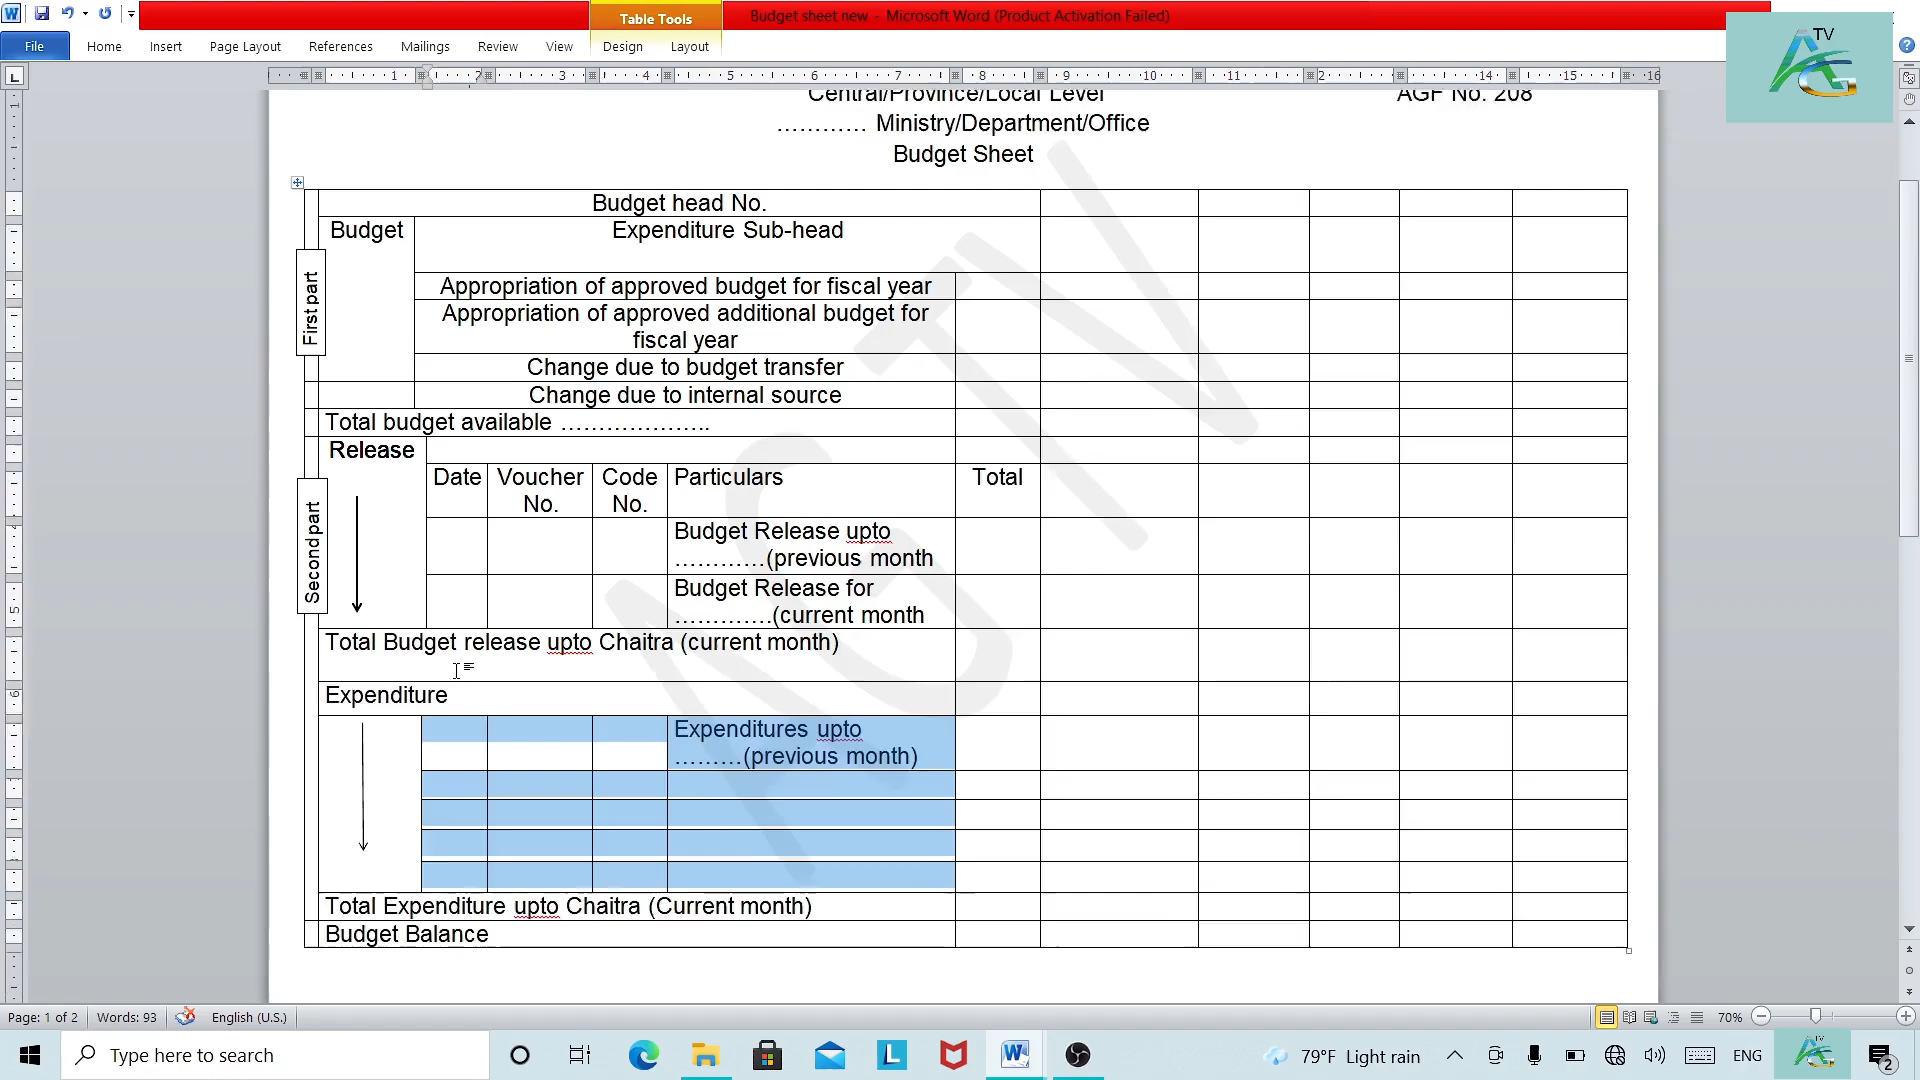 Table Tools
Budget sheet new - Microsoft Word (Product Activation Failed)
TV
File
Home
Insert
Page Layout
References
Mailings
Review
View
Design
Layout
Central/Province/Local Level
AGF No. 208
………… Ministry/Department/Office
Budget Sheet
Budget head No.
Budget
Expenditure Sub-head
First part
Appropriation of approved budget for fiscal year
Appropriation of approved additional budget for
fiscal year
Change due to budget transfer
Change due to internal source
Total budget available ………………..
Release
Date
Voucher
No.
Code
No.
Particulars
Total
Second part
Budget Release upto
…………(previous month
Budget Release for
………….(current month
Total Budget release upto Chaitra (current month)
Expenditure
Expenditures upto
………(previous month)
Total Expenditure upto Chaitra (Current month)
Budget Balance
AG TV
Page: 1 of 2
Words: 93
English (U.S.)
70%
Type here to search
79°F Light rain
ENG
2